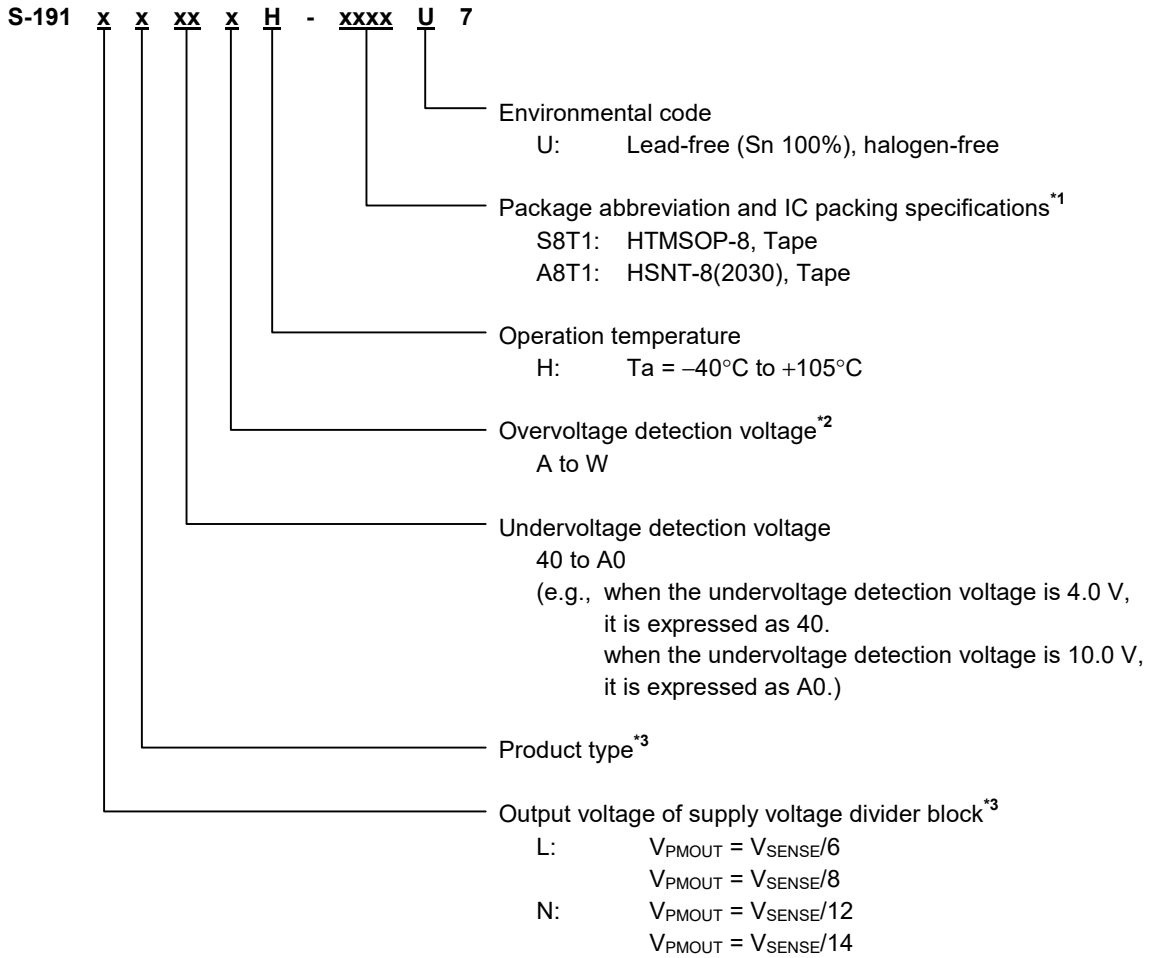 S-191 x x xx x H - xxxx U 7
Environmental code
U: Lead-free (Sn 100%), halogen-free
Package abbreviation and IC packing specifications*1
S8T1: HTMSOP-8, Tape
A8T1: HSNT-8(2030), Tape
Operation temperature
H: Ta = −40°C to +105°C
Overvoltage detection voltage*2
A to W
Undervoltage detection voltage
40 to A0
(e.g., when the undervoltage detection voltage is 4.0 V,
it is expressed as 40.
when the undervoltage detection voltage is 10.0 V,
it is expressed as A0.)
Product type*3
Output voltage of supply voltage divider block*3
L: VPMOUT = VSENSE/6
VPMOUT = VSENSE/8
N: VPMOUT = VSENSE/12
VPMOUT = VSENSE/14